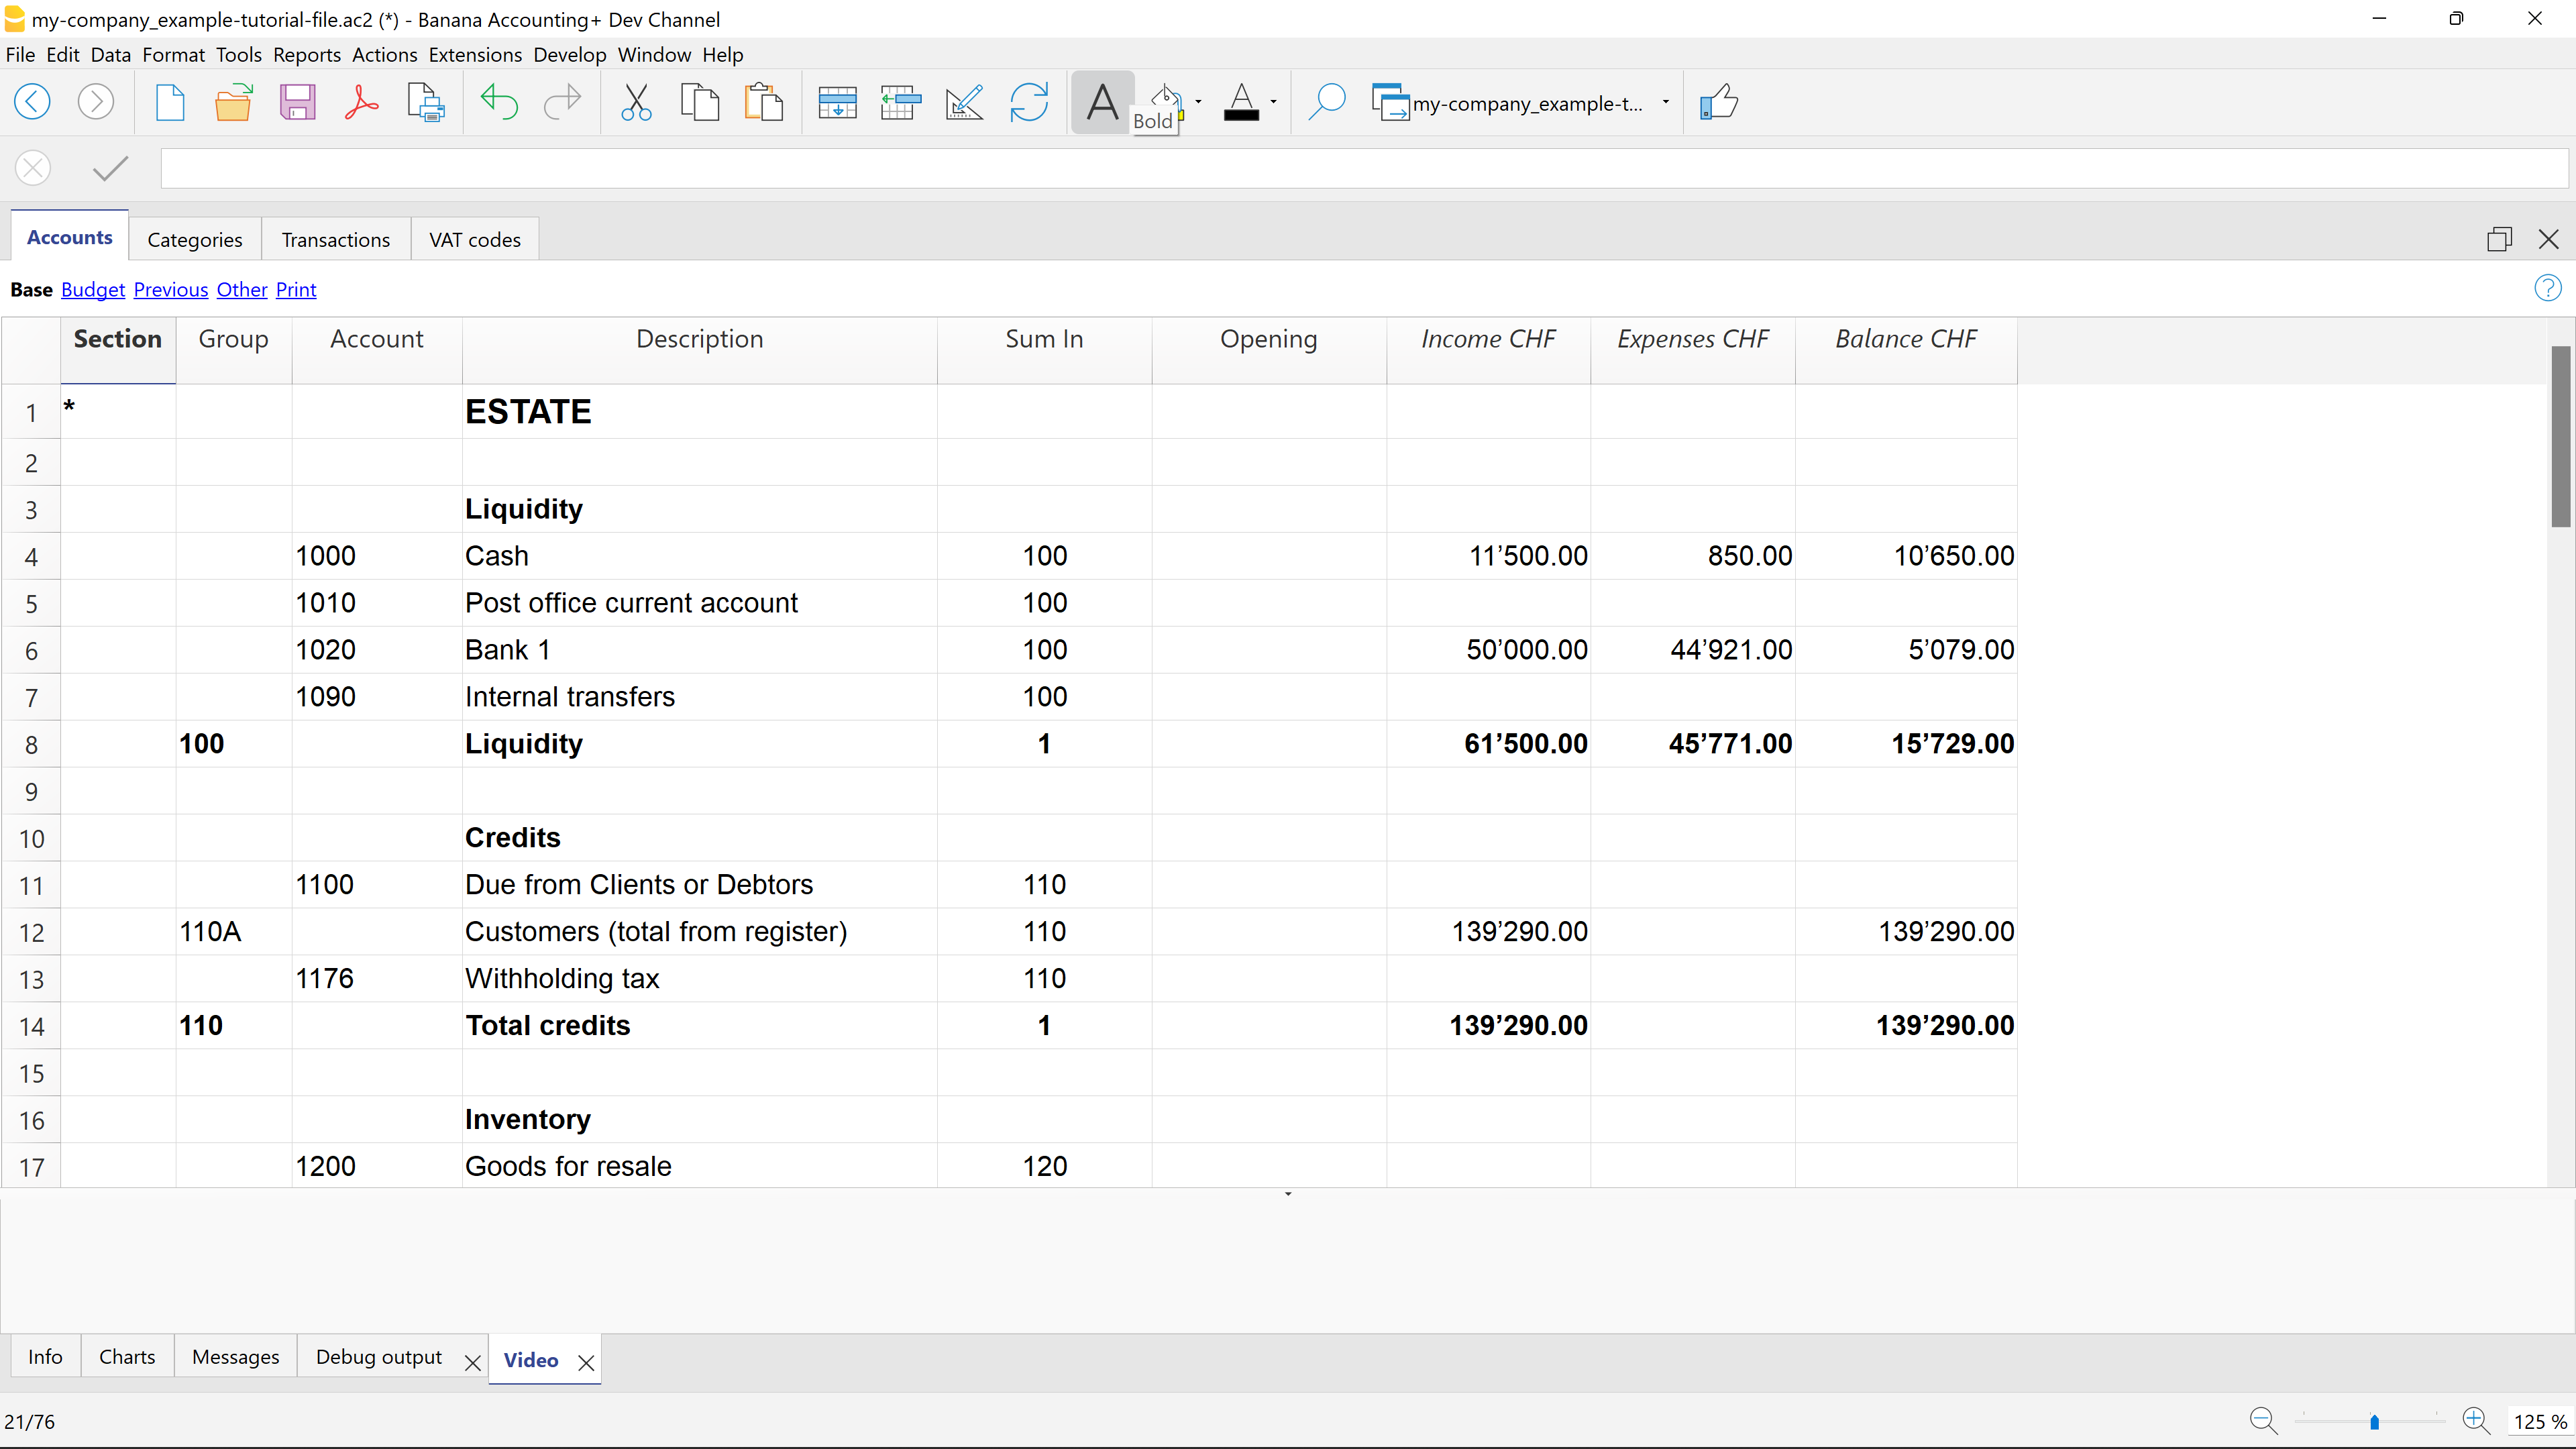 my-company_example-tutorial-file.ac2 (*) - Banana Accounting+ Dev Channel
File Edit Data Format Tools Reports Actions Extensions Develop Window Help
my-company_example-t...
Bold
Accounts Categories Transactions VAT codes
Base Budget Previous Other Print
Section Group Account Description Sum In Opening Income CHF Expenses CHF Balance CHF
1 * ESTATE
2
3 Liquidity
4 1000 Cash 100 11’500.00 850.00 10’650.00
5 1010 Post office current account 100
6 1020 Bank 1 100 50’000.00 44’921.00 5’079.00
7 1090 Internal transfers 100
8 100 Liquidity 1 61’500.00 45’771.00 15’729.00
9
10 Credits
11 1100 Due from Clients or Debtors 110
12 110A Customers (total from register) 110 139’290.00 139’290.00
13 1176 Withholding tax 110
14 110 Total credits 1 139’290.00 139’290.00
15
16 Inventory
17 1200 Goods for resale 120
Info Charts Messages Debug output Video
21/76 125 %